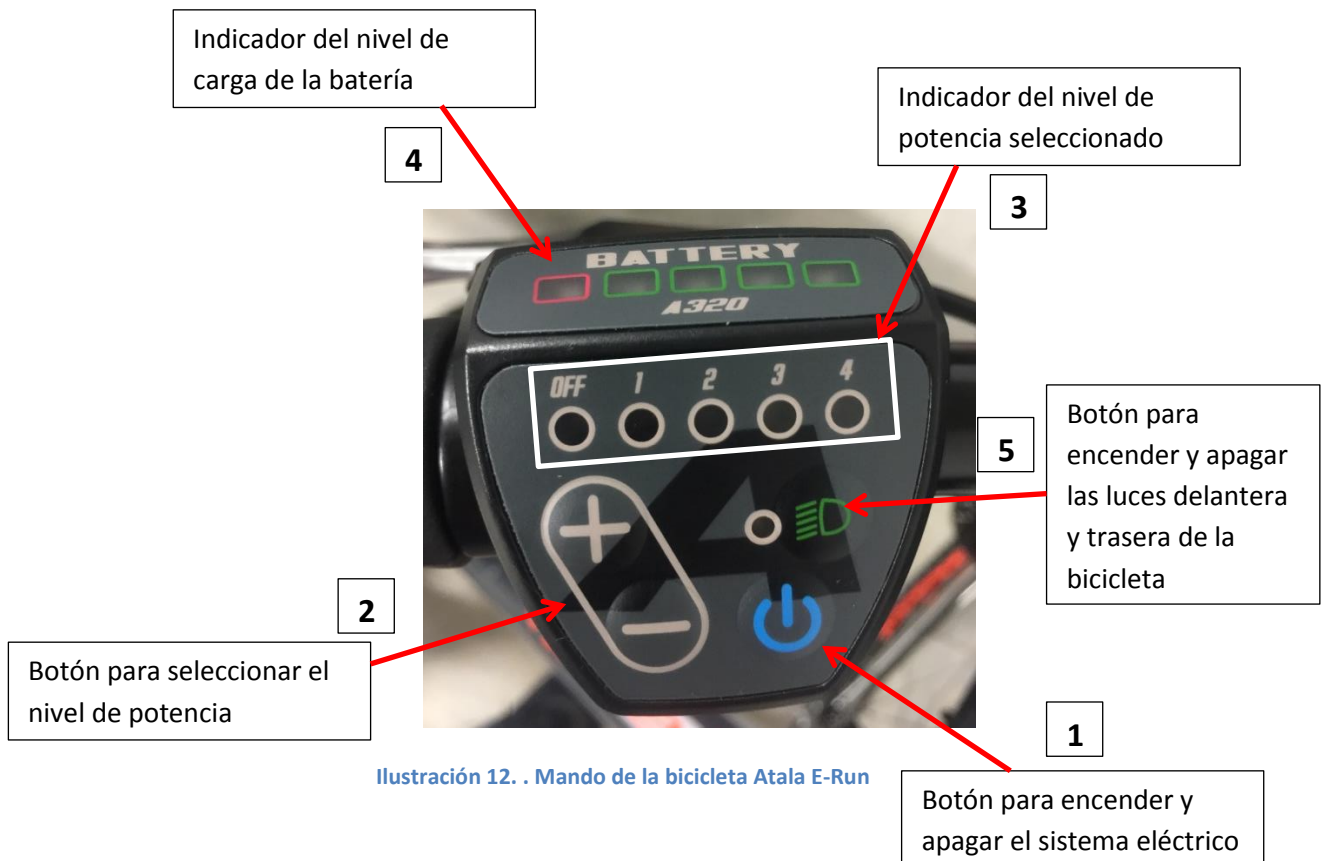 Indicador del nivel de
carga de la batería
4
Indicador del nivel de
potencia seleccionado
3
BATTERY
A320
OFF 1 2 3 4
5
Botón para
encender y apagar
las luces delantera
y trasera de la
bicicleta
2
Botón para seleccionar el
nivel de potencia
1
Ilustración 12. . Mando de la bicicleta Atala E-Run
Botón para encender y
apagar el sistema eléctrico